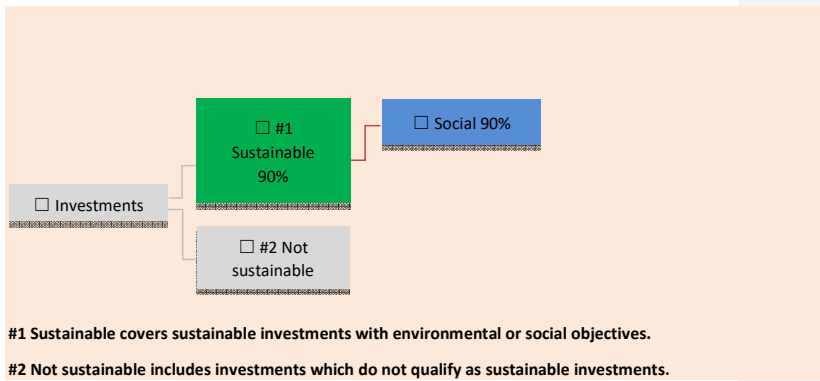 ☐ #1
Sustainable
90%
☐ Social 90%
☐ Investments
☐ #2 Not
sustainable
#1 Sustainable covers sustainable investments with environmental or social objectives.
#2 Not sustainable includes investments which do not qualify as sustainable investments.